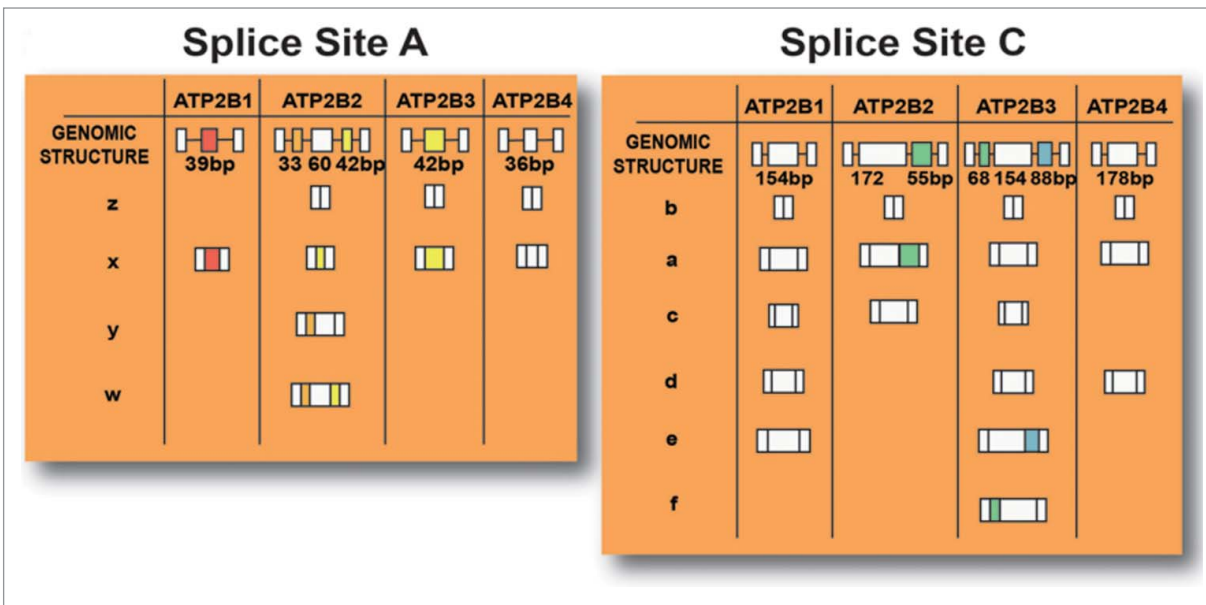 Splice Site A
ATP2B1 ATP2B2 ATP2B3 ATP2B4
GENOMIC
STRUCTURE
39bp 33 60 42bp 42bp 36bp
z
x
y
w
Splice Site C
ATP2B1 ATP2B2 ATP2B3 ATP2B4
GENOMIC
STRUCTURE
154bp 172 55bp 68 154 88bp 178bp
b
a
c
d
e
f